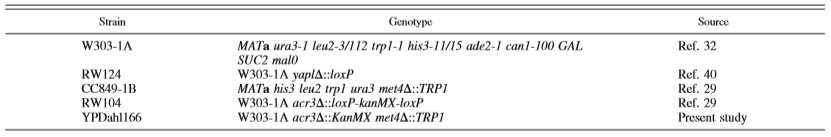 Strain Genotype Source
W303-1A MATa ura3-1 leu2-3/112 trp1-1 his3-11/15 ade2-1 can1-100 GAL Ref. 32
SUC2 mal0
RW124 W303-1A yap1Δ::loxP Ref. 40
CC849-1B MATa his3 leu2 trp1 ura3 met4Δ::TRP1 Ref. 29
RW104 W303-1A acr3Δ::loxP-kanMX-loxP Ref. 29
YPDahl166 W303-1A acr3Δ::KanMX met4Δ::TRP1 Present study